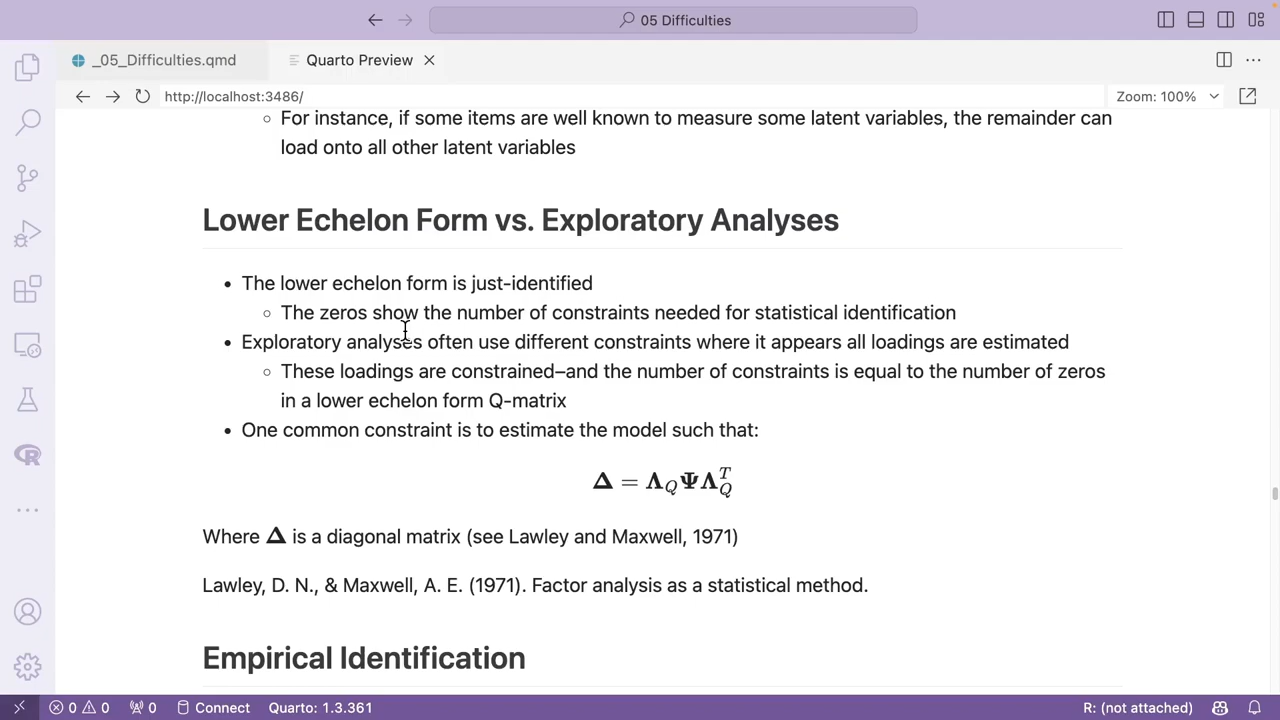 05 Difficulties
_05_Difficulties.qmd
Quarto Preview
http://localhost:3486/
Zoom: 100%
◦ For instance, if some items are well known to measure some latent variables, the remainder can
load onto all other latent variables
Lower Echelon Form vs. Exploratory Analyses
• The lower echelon form is just-identified
◦ The zeros show the number of constraints needed for statistical identification
• Exploratory analyses often use different constraints where it appears all loadings are estimated
◦ These loadings are constrained–and the number of constraints is equal to the number of zeros
in a lower echelon form Q-matrix
• One common constraint is to estimate the model such that:
𝚫 = 𝚲_Q 𝚿 𝚲_Q^T
Where 𝚫 is a diagonal matrix (see Lawley and Maxwell, 1971)
Lawley, D. N., & Maxwell, A. E. (1971). Factor analysis as a statistical method.
Empirical Identification
0 0 0 Connect Quarto: 1.3.361 R: (not attached)